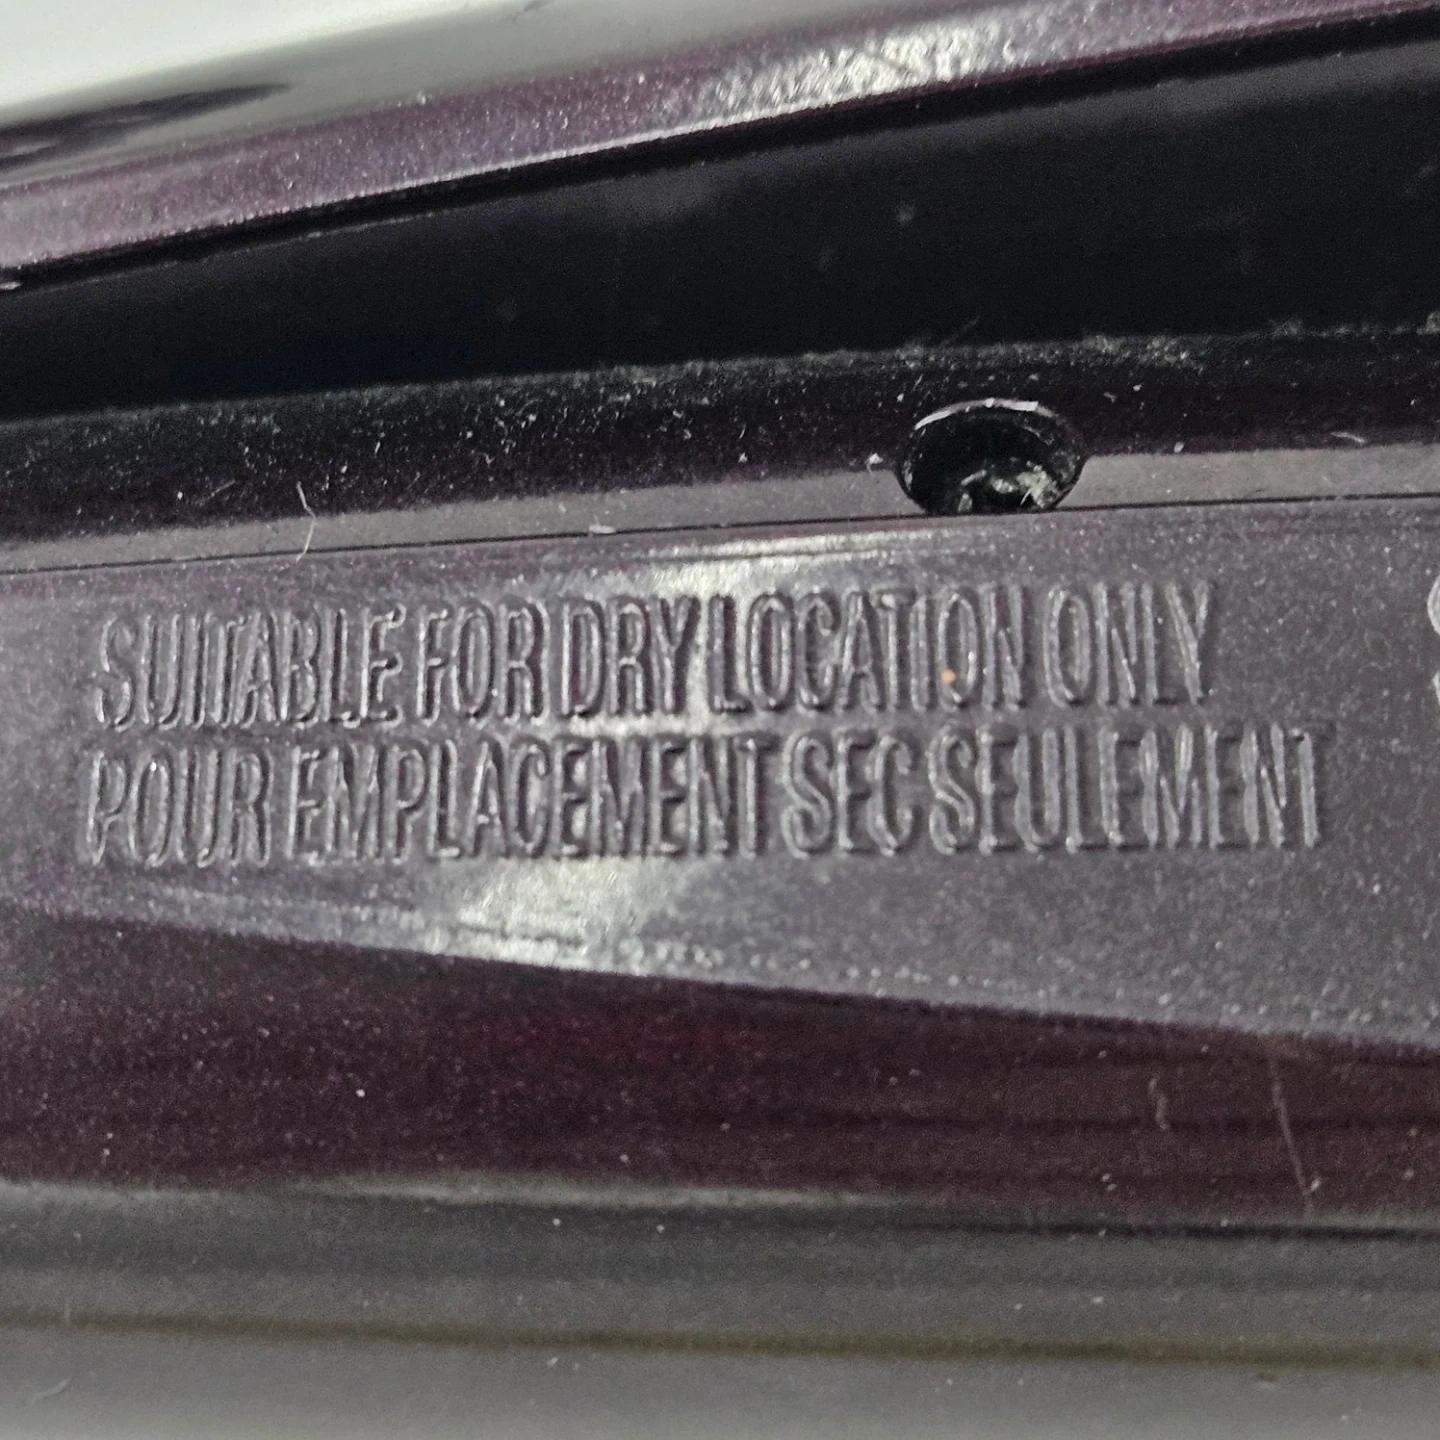 SUITABLE FOR DRY LOCATION ONLY
POUR EMPLACEMENT SEC SEULEMENT